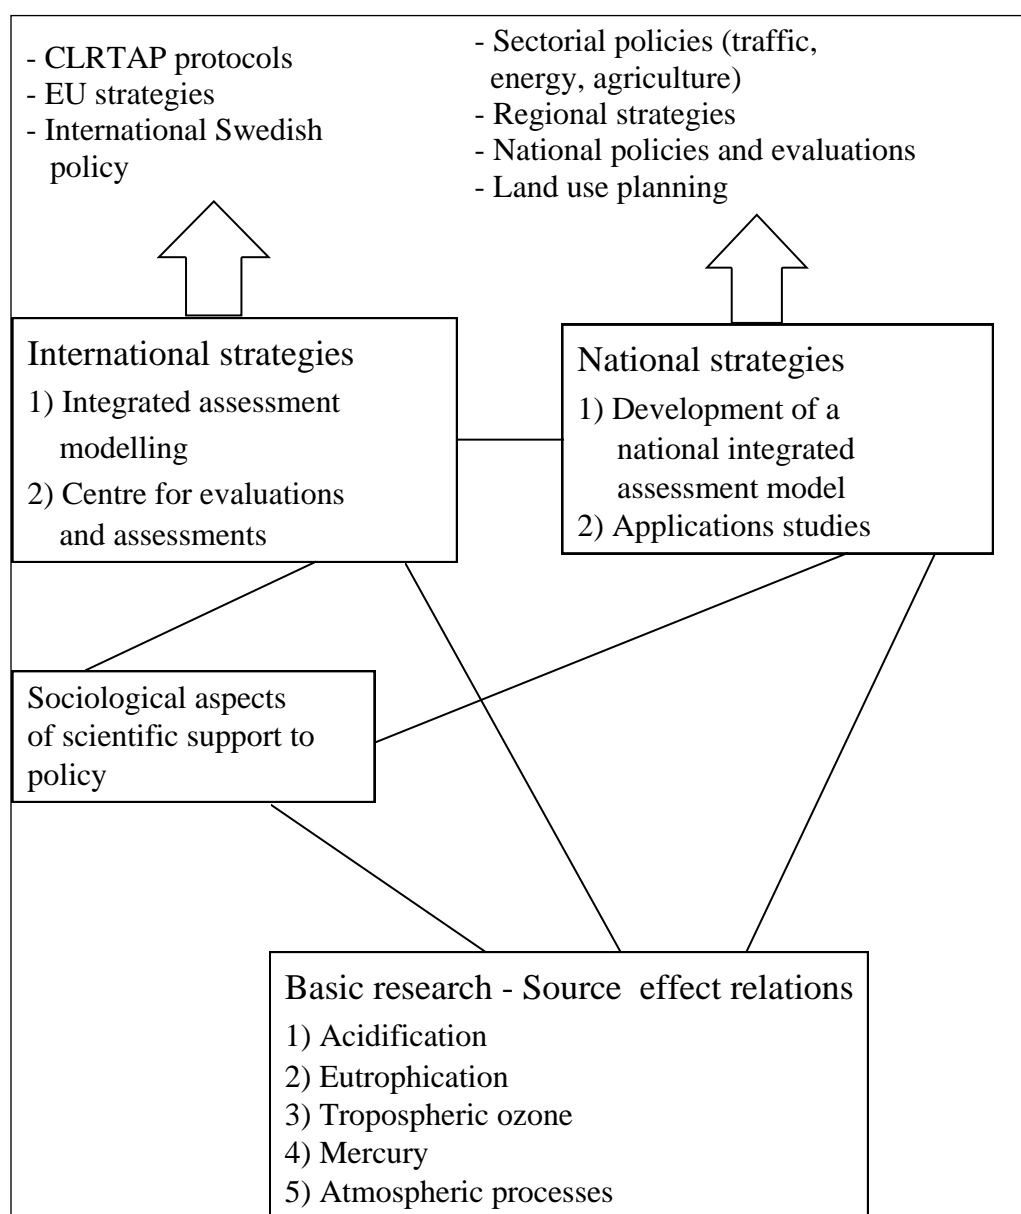 - CLRTAP protocols
- EU strategies
- International Swedish
policy
- Sectorial policies (traffic,
energy, agriculture)
- Regional strategies
- National policies and evaluations
- Land use planning
International strategies
1) Integrated assessment
modelling
2) Centre for evaluations
and assessments
National strategies
1) Development of a
national integrated
assessment model
2) Applications studies
Sociological aspects
of scientific support to
policy
Basic research - Source effect relations
1) Acidification
2) Eutrophication
3) Tropospheric ozone
4) Mercury
5) Atmospheric processes